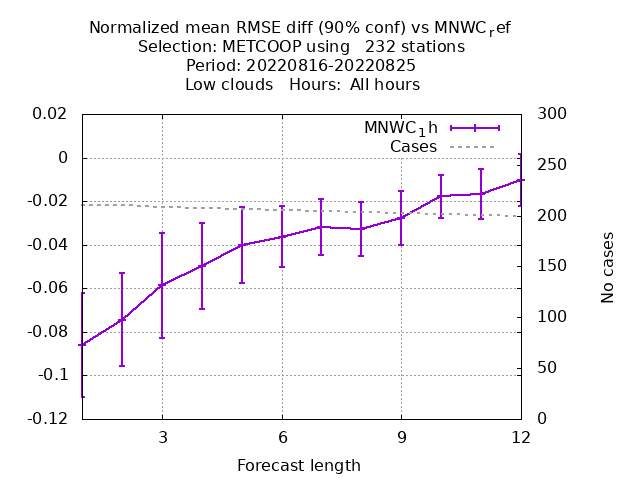 Normalized mean RMSE diff (90% conf) vs MNWC_ref
Selection: METCOOP using 232 stations
Period: 20220816-20220825
Low clouds Hours: All hours
MNWC_1h
Cases
0.02
0
-0.02
-0.04
-0.06
-0.08
-0.1
-0.12
300
250
200
150
100
50
0
No cases
3 6 9 12
Forecast length